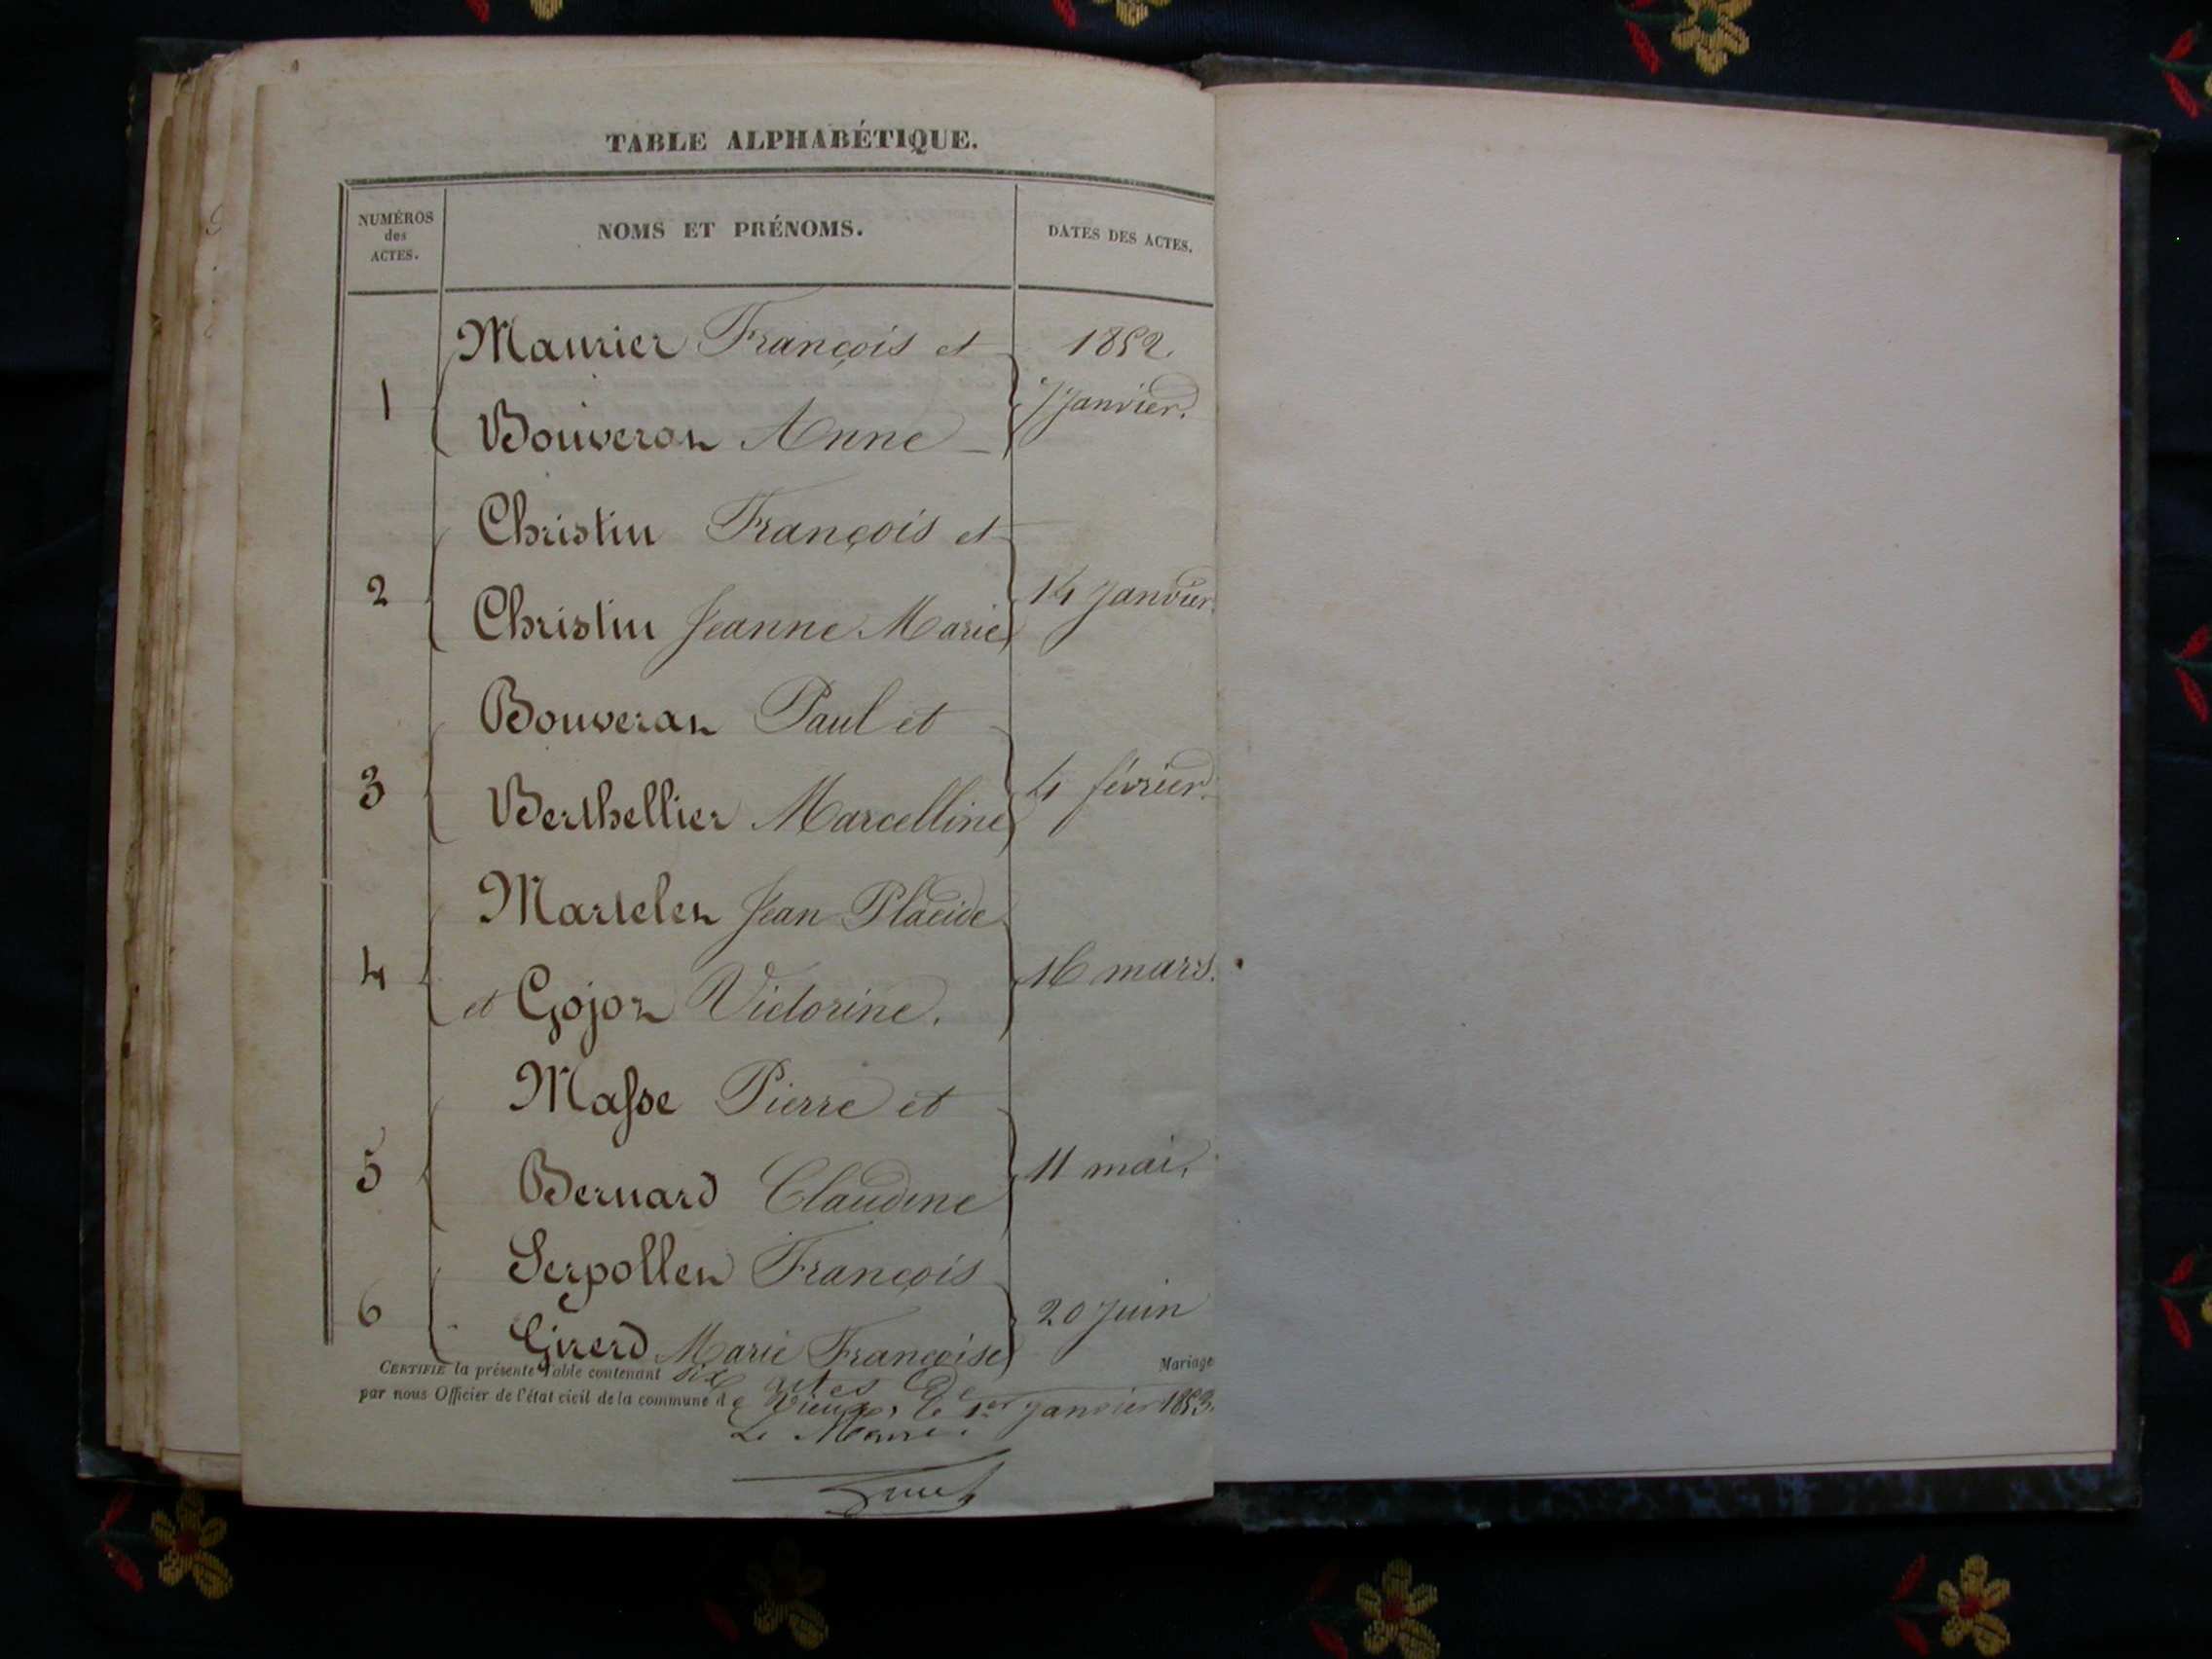 TABLE ALPHABÉTIQUE.
NUMÉROS
des
ACTES.
NOMS ET PRÉNOMS.
DATES DES ACTES.
Maurier François et
1852.
1
7 Janvier.
Bouveron Anne
Christin François et
2
14 Janvier.
Christin Jeanne Marie
Bouveran Paul et
3
4 février.
Berthellier Marcelline
Martelen Jean Placide
4
16 mars.
et Gojon Victorine.
Masse Pierre et
5
11 mai.
Bernard Claudine
Serpollen François
6
20 Juin
Girerd Marie Françoise
CERTIFIÉ la présente Table contenant six actes de Mariage
par nous Officier de l'état civil de la commune de le 1er janvier 1853.
Le Maire.